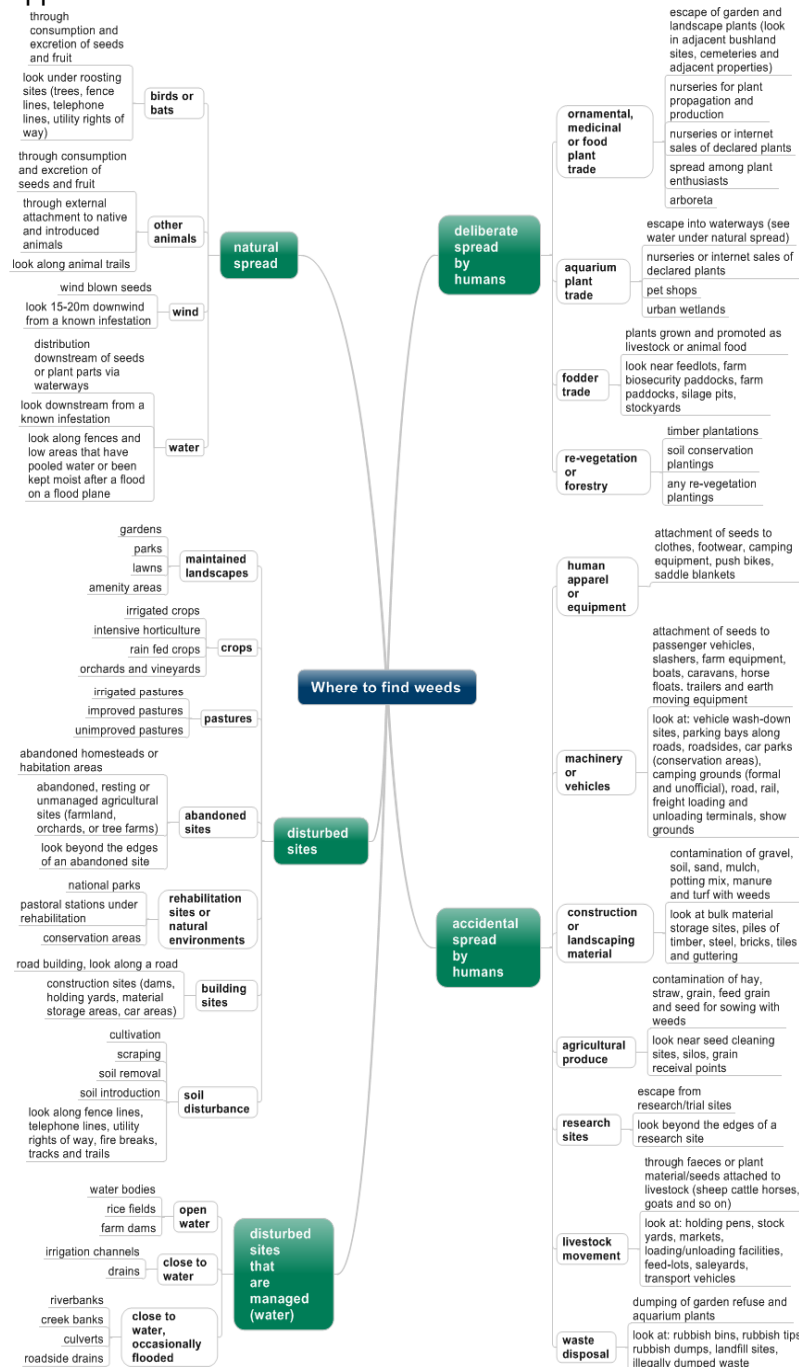 through
consumption and
excretion of seeds
and fruit
look under roosting
sites (trees, fence
lines, telephone
lines, utility rights of
way)
birds or
bats
through consumption
and excretion of
seeds and fruit
through external
attachment to native
and introduced
animals
look along animal trails
other
animals
wind blown seeds
look 15-20m downwind
from a known infestation
wind
distribution
downstream of seeds
or plant parts via
waterways
look downstream from a
known infestation
look along fences and
low areas that have
pooled water or been
kept moist after a flood
on a flood plane
water
natural
spread
gardens
parks
lawns
amenity areas
maintained
landscapes
irrigated crops
intensive horticulture
rain fed crops
orchards and vineyards
crops
irrigated pastures
improved pastures
unimproved pastures
pastures
abandoned homesteads or
habitation areas
abandoned, resting or
unmanaged agricultural
sites (farmland,
orchards, or tree farms)
look beyond the edges
of an abandoned site
abandoned
sites
national parks
pastoral stations under
rehabilitation
conservation areas
rehabilitation
sites or
natural
environments
road building, look along a road
construction sites (dams,
holding yards, material
storage areas, car areas)
building
sites
cultivation
scraping
soil removal
soil introduction
look along fence lines,
telephone lines, utility
rights of way, fire breaks,
tracks and trails
soil
disturbance
disturbed
sites
water bodies
rice fields
farm dams
open
water
irrigation channels
drains
close to
water
riverbanks
creek banks
culverts
roadside drains
close to
water,
occasionally
flooded
disturbed
sites
that
are
managed
(water)
Where to find weeds
deliberate
spread
by
humans
ornamental,
medicinal
or food
plant
trade
escape of garden and
landscape plants (look
in adjacent bushland
sites, cemeteries and
adjacent properties)
nurseries for plant
propagation and
production
nurseries or internet
sales of declared plants
spread among plant
enthusiasts
arboreta
aquarium
plant
trade
escape into waterways (see
water under natural spread)
nurseries or internet sales of
declared plants
pet shops
urban wetlands
fodder
trade
plants grown and promoted as
livestock or animal food
look near feedlots, farm
biosecurity paddocks, farm
paddocks, silage pits,
stockyards
re-vegetation
or
forestry
timber plantations
soil conservation
plantings
any re-vegetation
plantings
accidental
spread
by
humans
human
apparel
or
equipment
attachment of seeds to
clothes, footwear, camping
equipment, push bikes,
saddle blankets
machinery
or
vehicles
attachment of seeds to
passenger vehicles,
slashers, farm equipment,
boats, caravans, horse
floats. trailers and earth
moving equipment
look at: vehicle wash-down
sites, parking bays along
roads, roadsides, car parks
(conservation areas),
camping grounds (formal
and unofficial), road, rail,
freight loading and
unloading terminals, show
grounds
construction
or
landscaping
material
contamination of gravel,
soil, sand, mulch,
potting mix, manure
and turf with weeds
look at bulk material
storage sites, piles of
timber, steel, bricks, tiles
and guttering
agricultural
produce
contamination of hay,
straw, grain, feed grain
and seed for sowing with
weeds
look near seed cleaning
sites, silos, grain
receival points
research
sites
escape from
research/trial sites
look beyond the edges of a
research site
livestock
movement
through faeces or plant
material/seeds attached to
livestock (sheep cattle horses,
goats and so on)
look at: holding pens, stock
yards, markets,
loading/unloading facilities,
feed-lots, saleyards,
transport vehicles
waste
disposal
dumping of garden refuse and
aquarium plants
look at: rubbish bins, rubbish tips
rubbish dumps, landfill sites,
illegally dumped waste